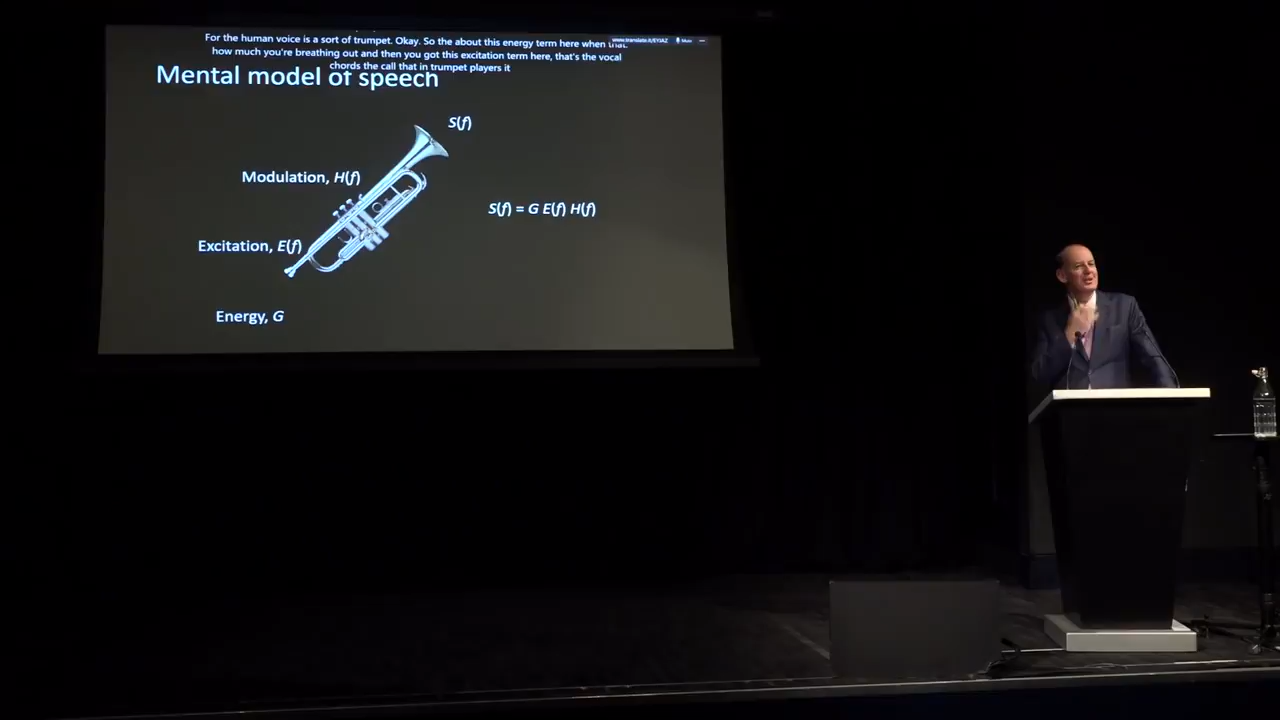 For the human voice is a sort of trumpet. Okay. So the about this energy term here when that.
how much you're breathing out and then you got this excitation term here, that's the vocal
chords the call that in trumpet players it
Mental model of speech
S(f)
Modulation, H(f)
S(f) = G E(f) H(f)
Excitation, E(f)
Energy, G